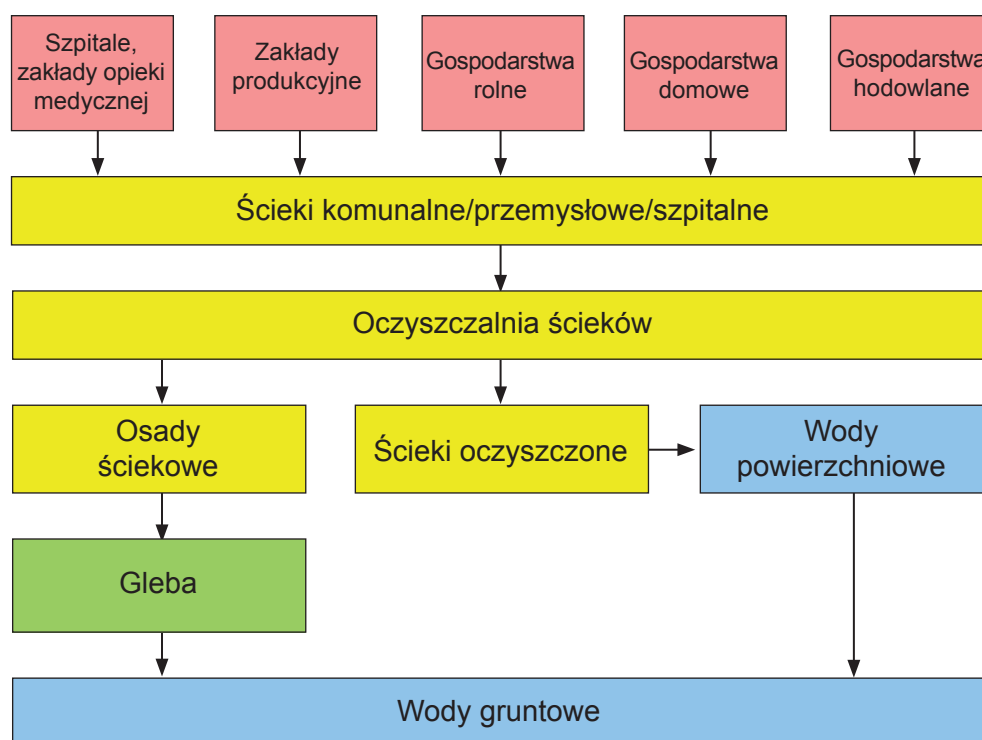 Szpitale,
zakłady opieki
medycznej
Zakłady
produkcyjne
Gospodarstwa
rolne
Gospodarstwa
domowe
Gospodarstwa
hodowlane
Ścieki komunalne/przemysłowe/szpitalne
Oczyszczalnia ścieków
Osady
ściekowe
Ścieki oczyszczone
Wody
powierzchniowe
Gleba
Wody gruntowe